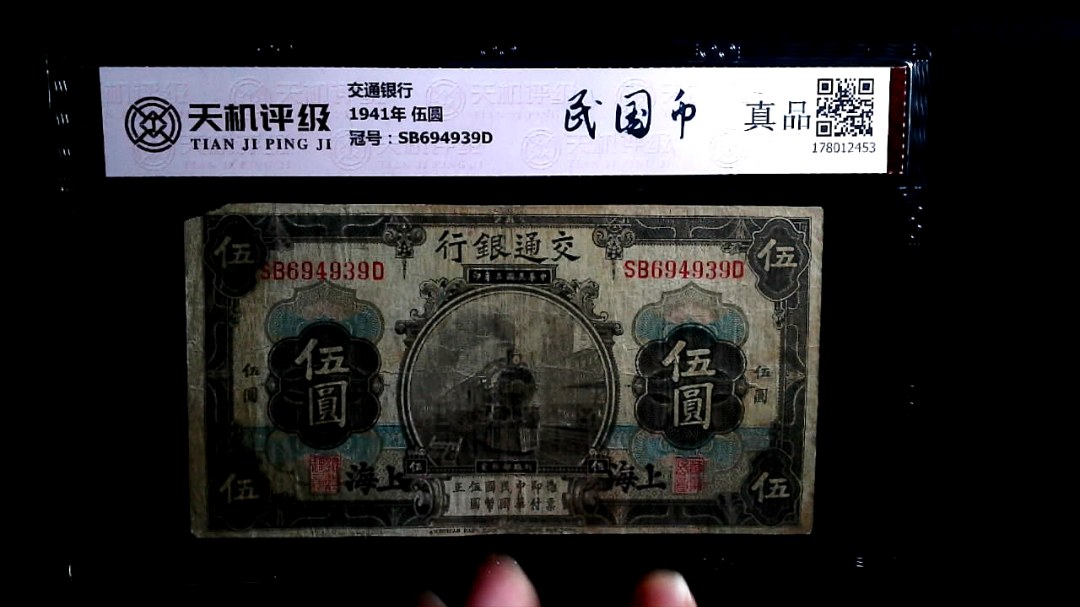 天机评级
TIAN JI PING JI
交通银行
1941年 伍圆
冠号：SB694939D
民国币
真品
178012453
伍
行銀通交
伍
SB694939D
SB694939D
伍圓
伍圓
伍圓
伍圓
海上
海上
伍
伍